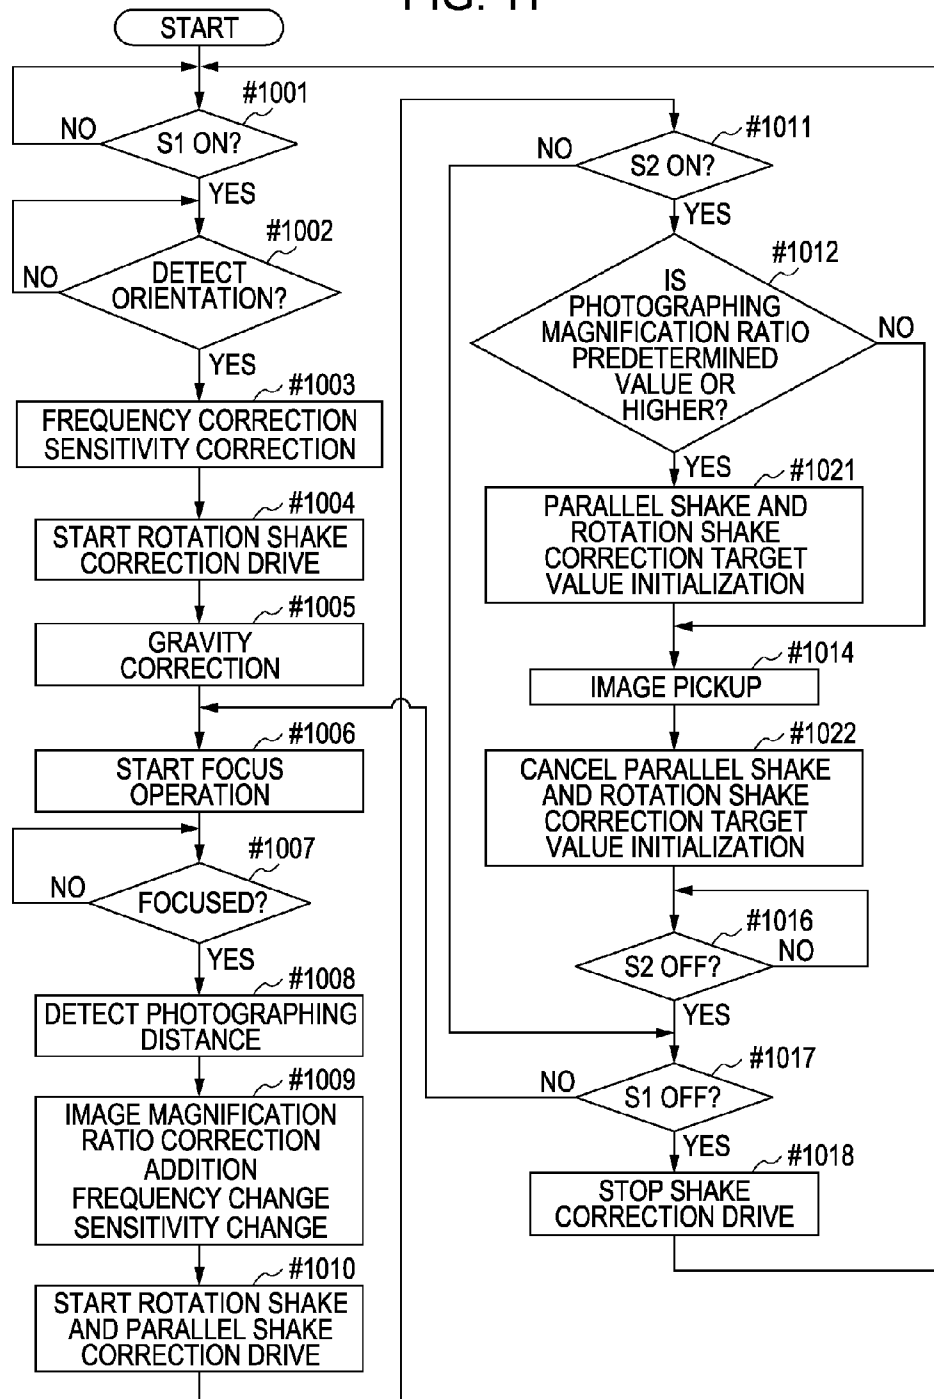 FIG. 11
START
#1001
S1 ON?
NO
YES
#1002
DETECT
ORIENTATION?
NO
YES
#1003
FREQUENCY CORRECTION
SENSITIVITY CORRECTION
#1004
START ROTATION SHAKE
CORRECTION DRIVE
#1005
GRAVITY
CORRECTION
#1006
START FOCUS
OPERATION
#1007
FOCUSED?
NO
YES
#1008
DETECT PHOTOGRAPHING
DISTANCE
#1009
IMAGE MAGNIFICATION
RATIO CORRECTION
ADDITION
FREQUENCY CHANGE
SENSITIVITY CHANGE
#1010
START ROTATION SHAKE
AND PARALLEL SHAKE
CORRECTION DRIVE
#1011
S2 ON?
NO
YES
#1012
IS
PHOTOGRAPHING
MAGNIFICATION RATIO
PREDETERMINED
VALUE OR
HIGHER?
NO
YES
#1021
PARALLEL SHAKE AND
ROTATION SHAKE
CORRECTION TARGET
VALUE INITIALIZATION
#1014
IMAGE PICKUP
#1022
CANCEL PARALLEL SHAKE
AND ROTATION SHAKE
CORRECTION TARGET
VALUE INITIALIZATION
#1016
S2 OFF?
NO
YES
#1017
S1 OFF?
NO
YES
#1018
STOP SHAKE
CORRECTION DRIVE